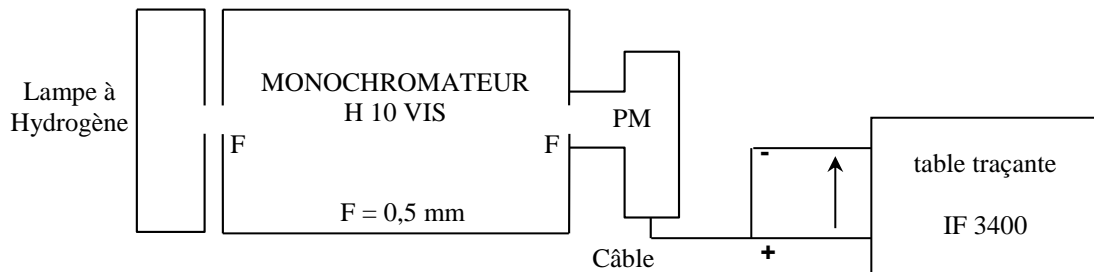 Lampe à
Hydrogène
MONOCHROMATEUR
H 10 VIS
F
F
F = 0,5 mm
PM
Câble
-
+
table traçante
IF 3400